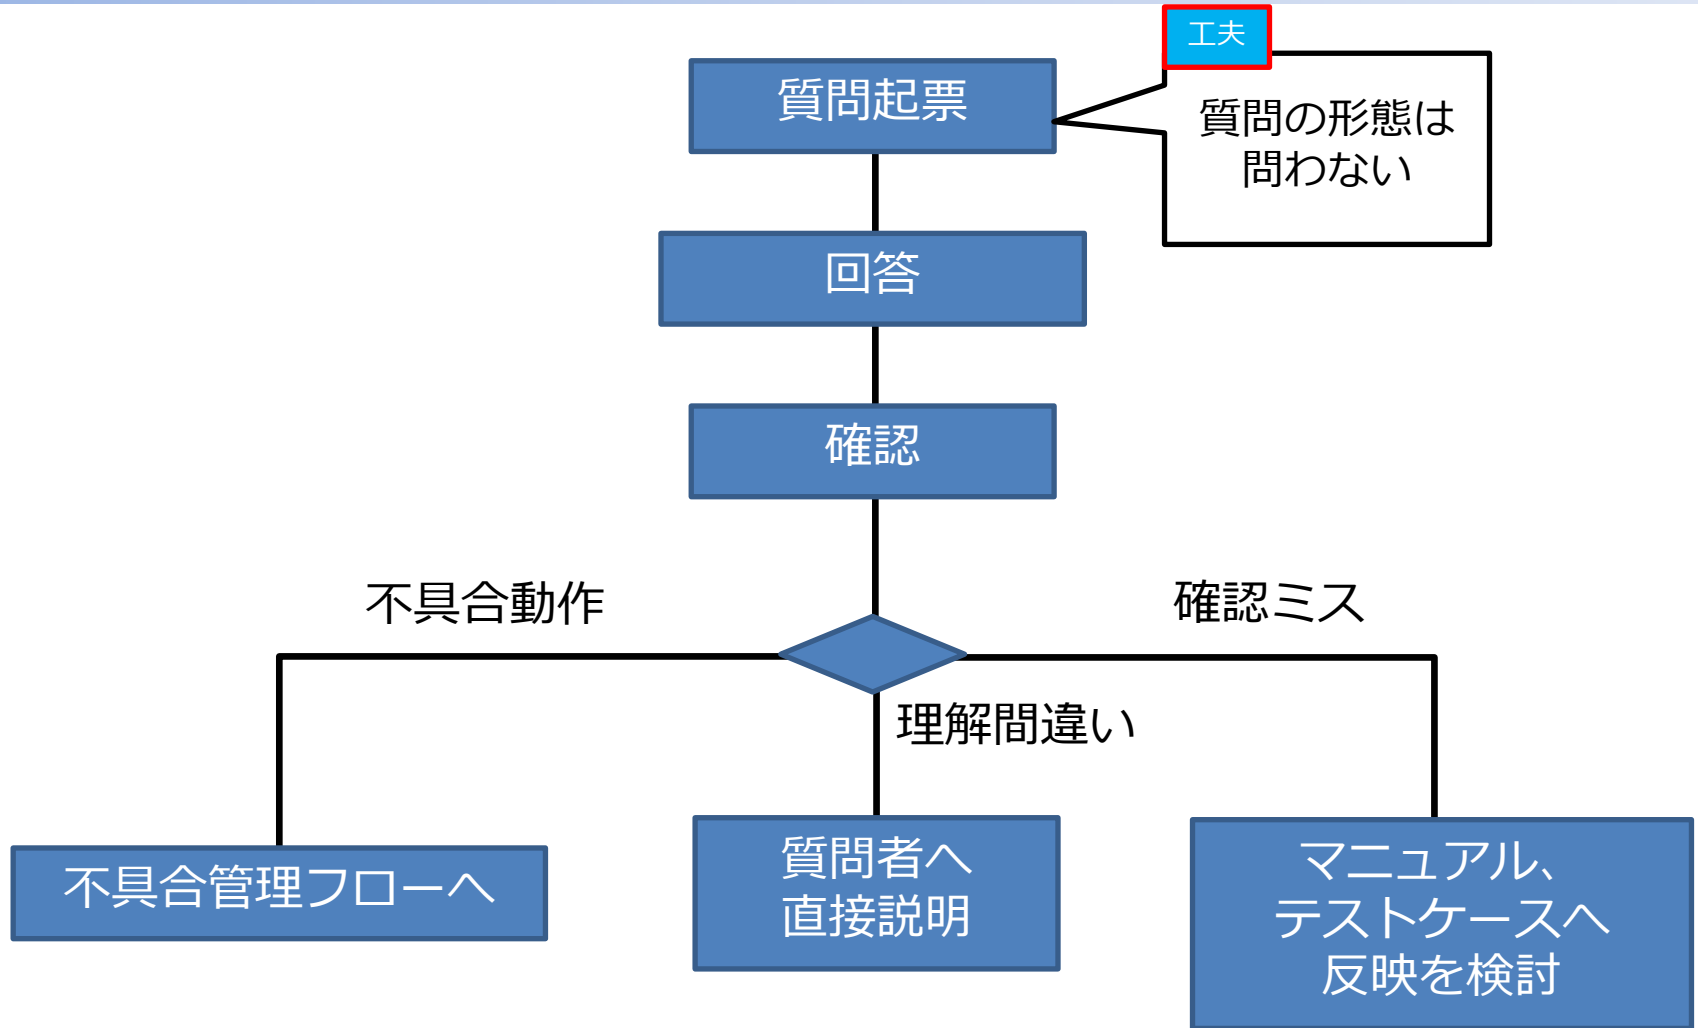 工夫
質問起票
質問の形態は
問わない
回答
確認
不具合動作
確認ミス
理解間違い
不具合管理フローへ
質問者へ
直接説明
マニュアル、
テストケースへ
反映を検討